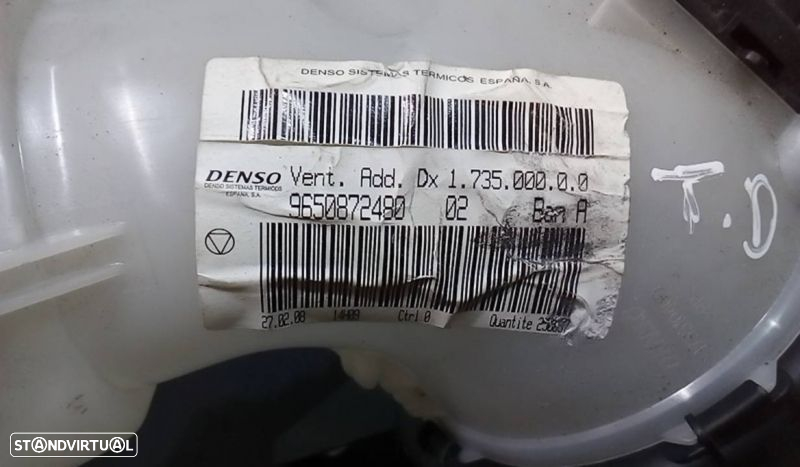 DENSO SISTEMAS TERMICOS ESPAÑA, S.A.
DENSO
DENSO SISTEMAS TERMICOS
ESPAÑA, S.A.
Vent. Add. Dx 1.735.000.0.0
9650872480 02 Ban A
27.02.08 14H09 Ctrl 0 Quantite
T.D
STANDVIRTUAL